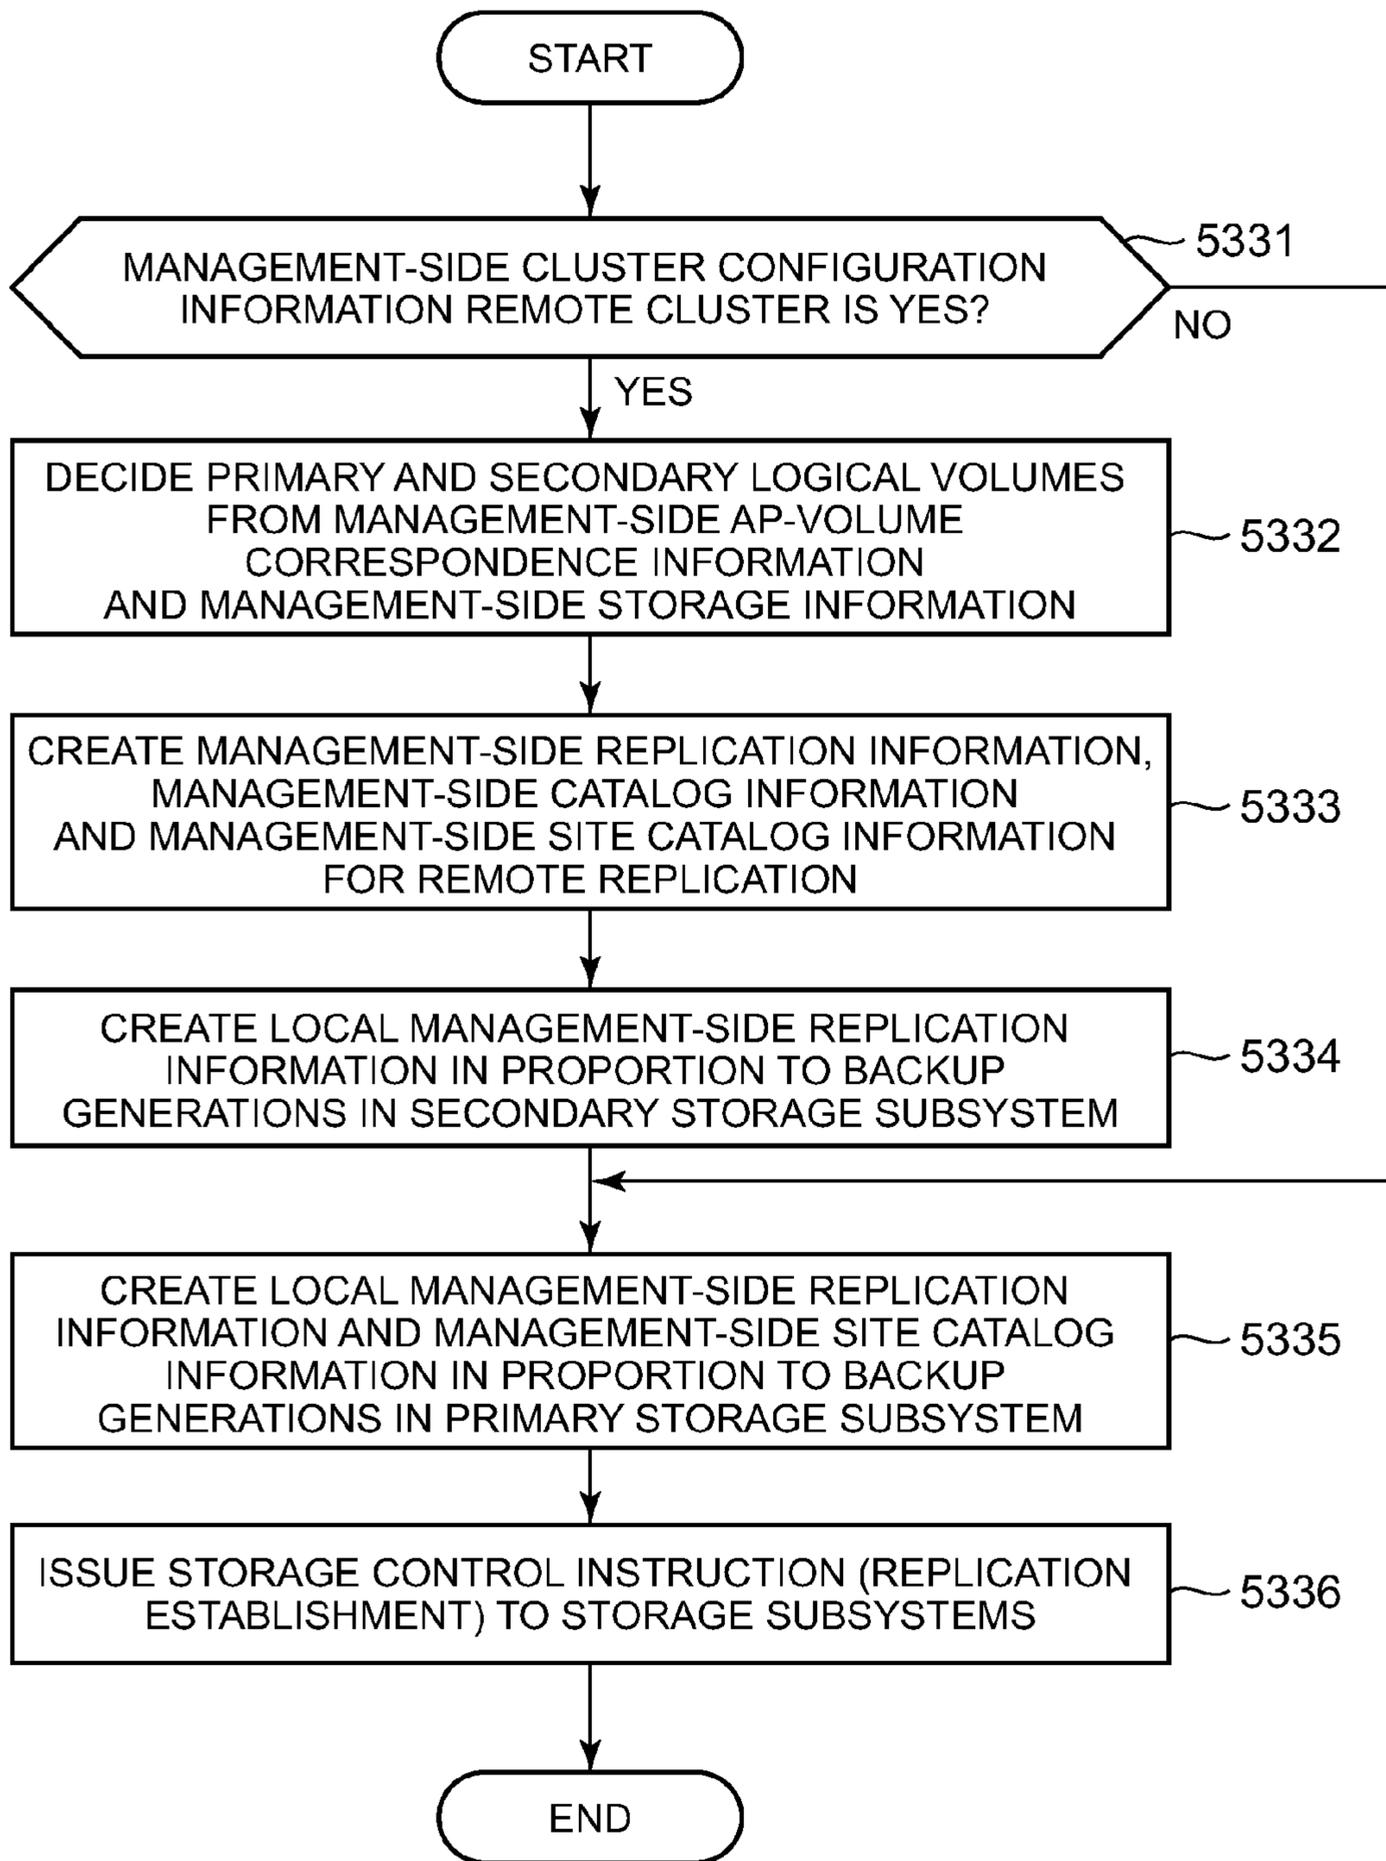 START
MANAGEMENT-SIDE CLUSTER CONFIGURATION
INFORMATION REMOTE CLUSTER IS YES?
5331
NO
YES
DECIDE PRIMARY AND SECONDARY LOGICAL VOLUMES
FROM MANAGEMENT-SIDE AP-VOLUME
CORRESPONDENCE INFORMATION
AND MANAGEMENT-SIDE STORAGE INFORMATION
5332
CREATE MANAGEMENT-SIDE REPLICATION INFORMATION,
MANAGEMENT-SIDE CATALOG INFORMATION
AND MANAGEMENT-SIDE SITE CATALOG INFORMATION
FOR REMOTE REPLICATION
5333
CREATE LOCAL MANAGEMENT-SIDE REPLICATION
INFORMATION IN PROPORTION TO BACKUP
GENERATIONS IN SECONDARY STORAGE SUBSYSTEM
5334
CREATE LOCAL MANAGEMENT-SIDE REPLICATION
INFORMATION AND MANAGEMENT-SIDE SITE CATALOG
INFORMATION IN PROPORTION TO BACKUP
GENERATIONS IN PRIMARY STORAGE SUBSYSTEM
5335
ISSUE STORAGE CONTROL INSTRUCTION (REPLICATION
ESTABLISHMENT) TO STORAGE SUBSYSTEMS
5336
END